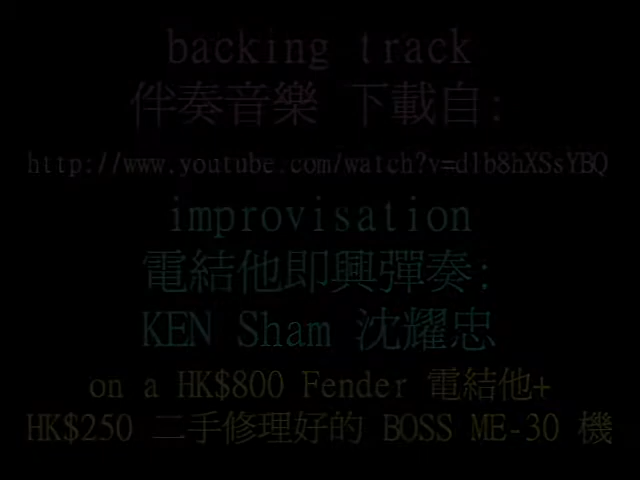 backing track
伴奏音樂 下載自:
http://www.youtube.com/watch?v=dlb8hXSsYBQ
improvisation
電結他即興彈奏;
KEN Sham 沈耀忠
on a HK$800 Fender 電結他+
HK$250 二手修理好的 BOSS ME-30 機